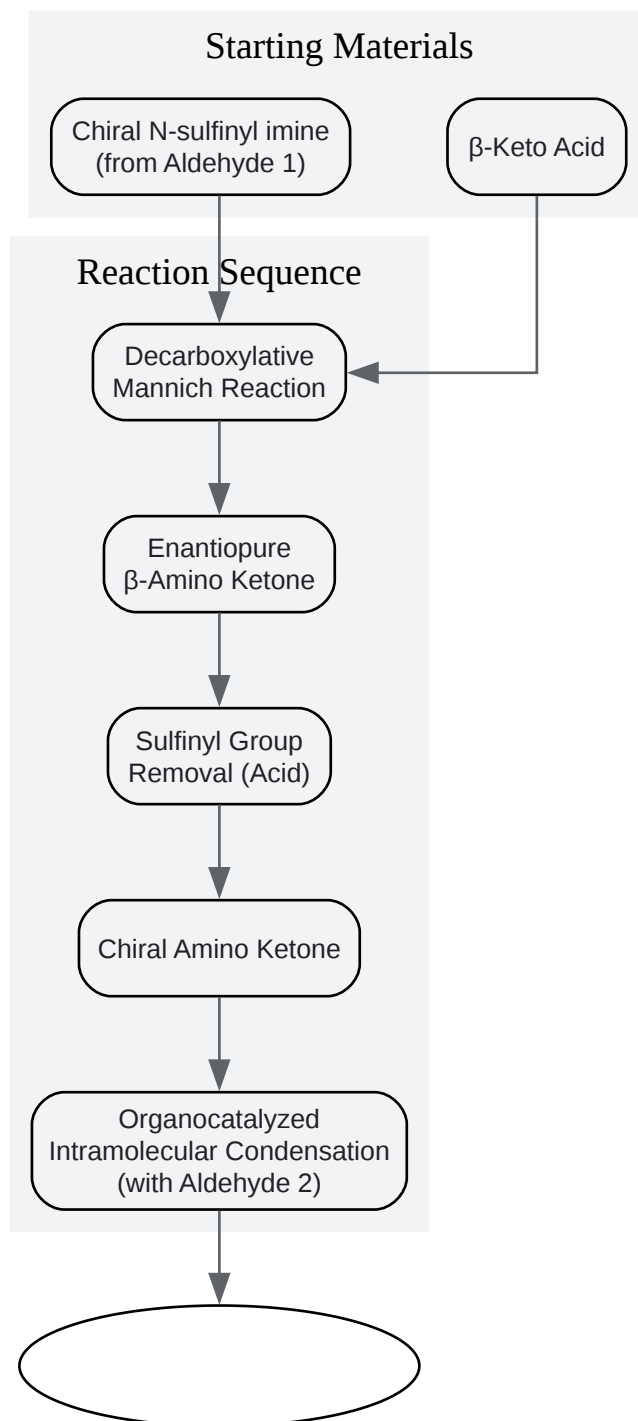 Starting Materials
Chiral N-sulfinyl imine
(from Aldehyde 1)
β-Keto Acid
Reaction Sequence
Decarboxylative
Mannich Reaction
Enantiopure
β-Amino Ketone
Sulfinyl Group
Removal (Acid)
Chiral Amino Ketone
Organocatalyzed
Intramolecular Condensation
(with Aldehyde 2)